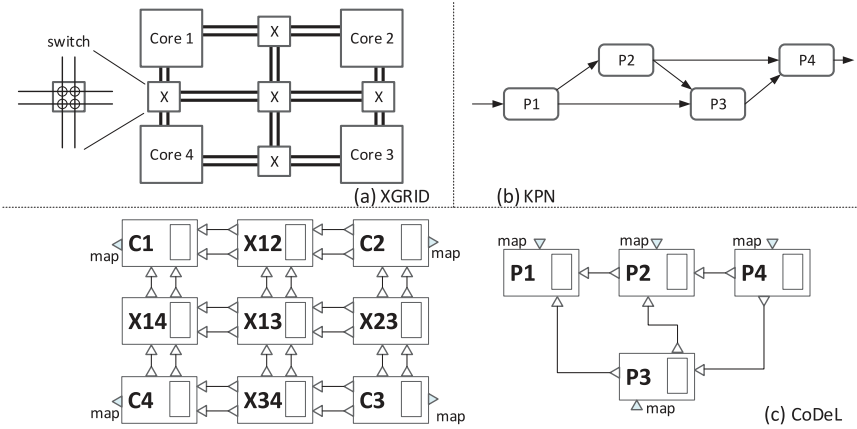 Core 1
X
Core 2
switch
X
X
X
Core 4
X
Core 3
(a) XGRID
P2
P4
P1
P3
(b) KPN
C1
X12
C2
map
map
X14
X13
X23
C4
X34
C3
map
map
map
map
map
P1
P2
P4
P3
map
(c) CoDeL